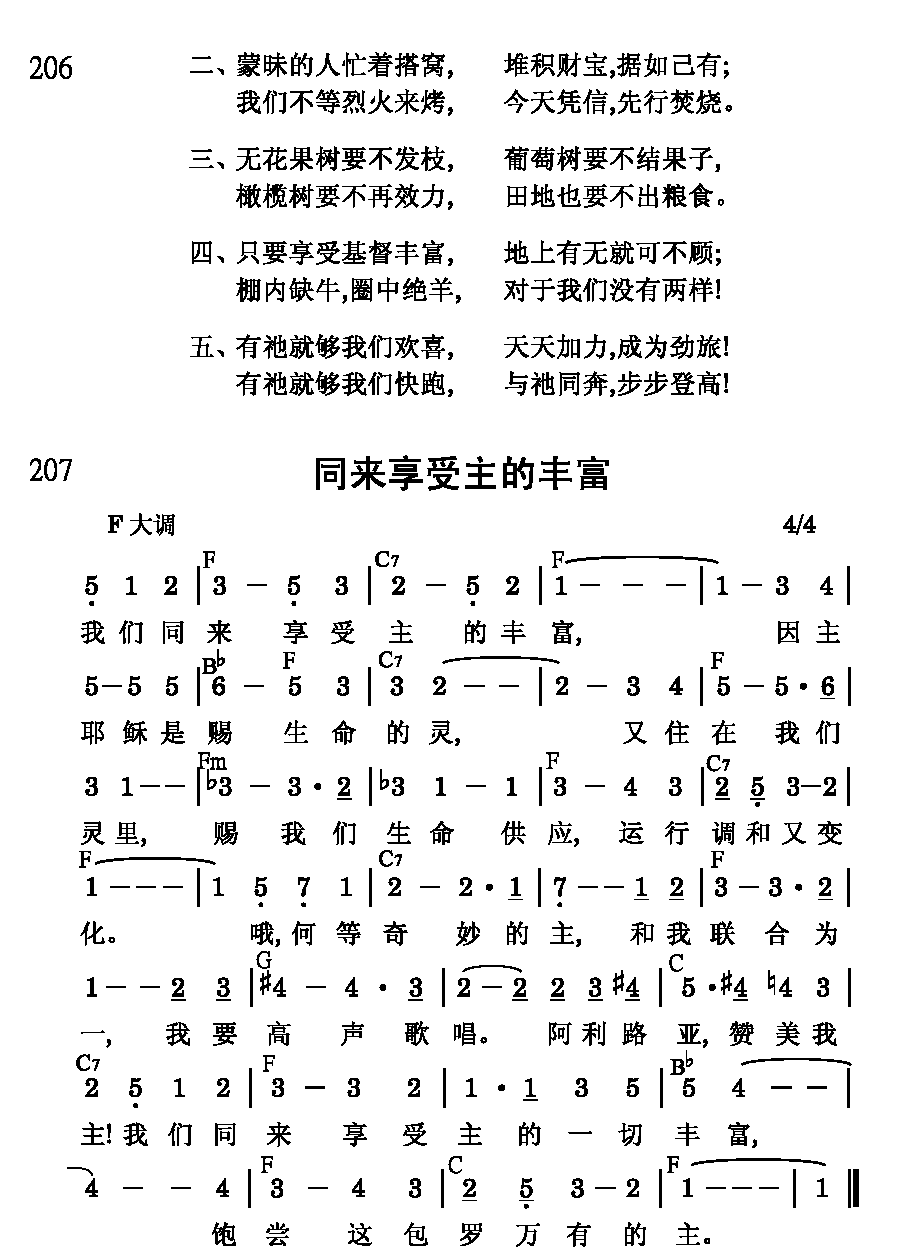 206
二、蒙昧的人忙着搭窝, 堆积财宝,据如己有;
我们不等烈火来烤, 今天凭信,先行焚烧。
三、无花果树要不发枝, 葡萄树要不结果子,
橄榄树要不再效力, 田地也要不出粮食。
四、只要享受基督丰富, 地上有无就可不顾;
棚内缺牛,圈中绝羊, 对于我们没有两样!
五、有祂就够我们欢喜, 天天加力,成为劲旅!
有祂就够我们快跑, 与祂同奔,步步登高!
207 同来享受主的丰富
F 大调 4/4
F C7 F
5 1 2 | 3 - 5 3 | 2 - 5 2 | 1 - - - | 1 - 3 4 |
我们同来 享受主 的丰富, 因主
B♭ F C7 F
5-5 5 | 6 - 5 3 | 3 2 - - | 2 - 3 4 | 5 - 5 · 6 |
耶稣是赐 生命的灵, 又住在我们
Fm F C7
3 1 - - | ♭3 - 3 · 2 | ♭3 1 - 1 | 3 - 4 3 | 2 5 3-2 |
灵里, 赐我们生命供应, 运行调和又变
F C7 F
1 - - - | 1 5 7 1 | 2 - 2 · 1 | 7 - - 1 2 | 3 - 3 · 2 |
化。 哦,何等奇妙的主, 和我联合为
G C
1 - - 2 3 | ♯4 - 4 · 3 | 2 - 2 2 3 ♯4 | 5 · ♯4 ♮4 3 |
一, 我要高声歌唱。 阿利路亚,赞美我
C7 F B♭
2 5 1 2 | 3 - 3 2 | 1 · 1 3 5 | 5 4 - - |
主!我们同来享受主的一切丰富,
F C F
4 - - 4 | 3 - 4 3 | 2 5 3 - 2 | 1 - - - | 1 ‖
饱尝这包罗万有的主。